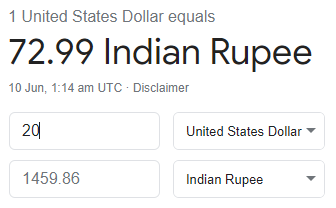 1 United States Dollar equals
72.99 Indian Rupee
10 Jun, 1:14 am UTC · Disclaimer
20 United States Dollar
1459.86 Indian Rupee